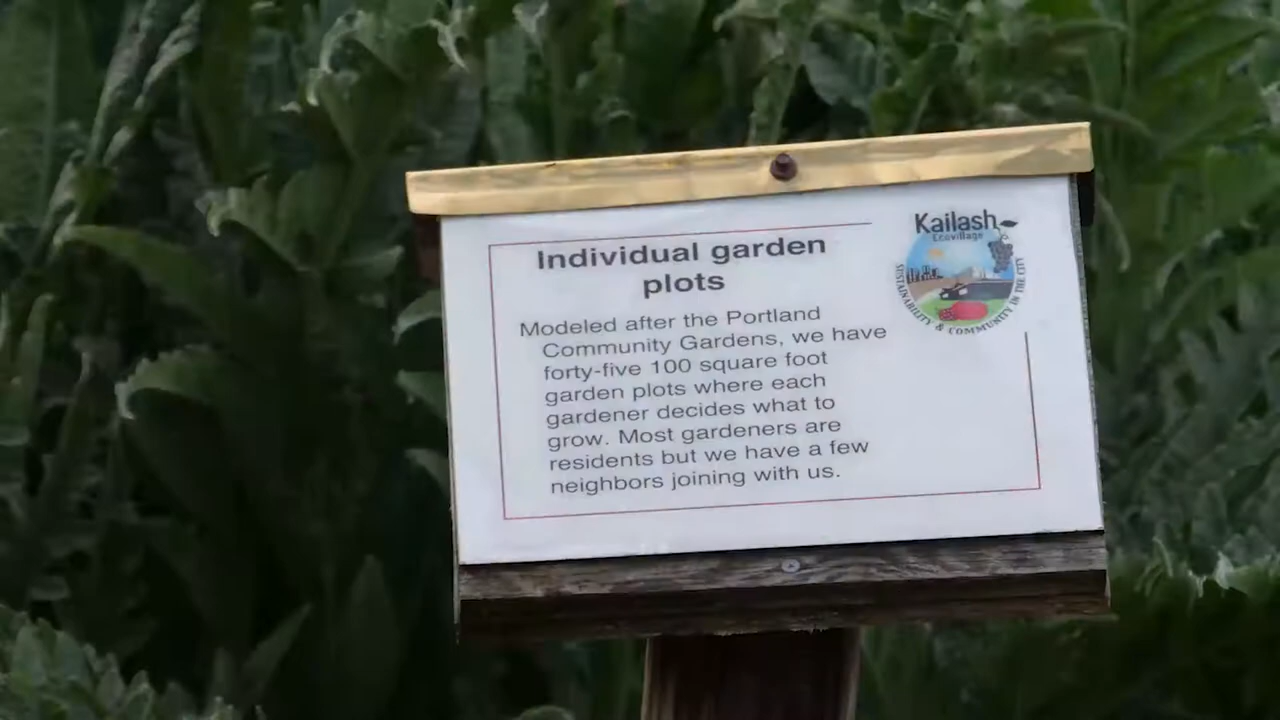 Individual garden
plots
Modeled after the Portland
Community Gardens, we have
forty-five 100 square foot
garden plots where each
gardener decides what to
grow. Most gardeners are
residents but we have a few
neighbors joining with us.
Kailash
Ecovillage
SUSTAINABILITY & COMMUNITY IN THE CITY